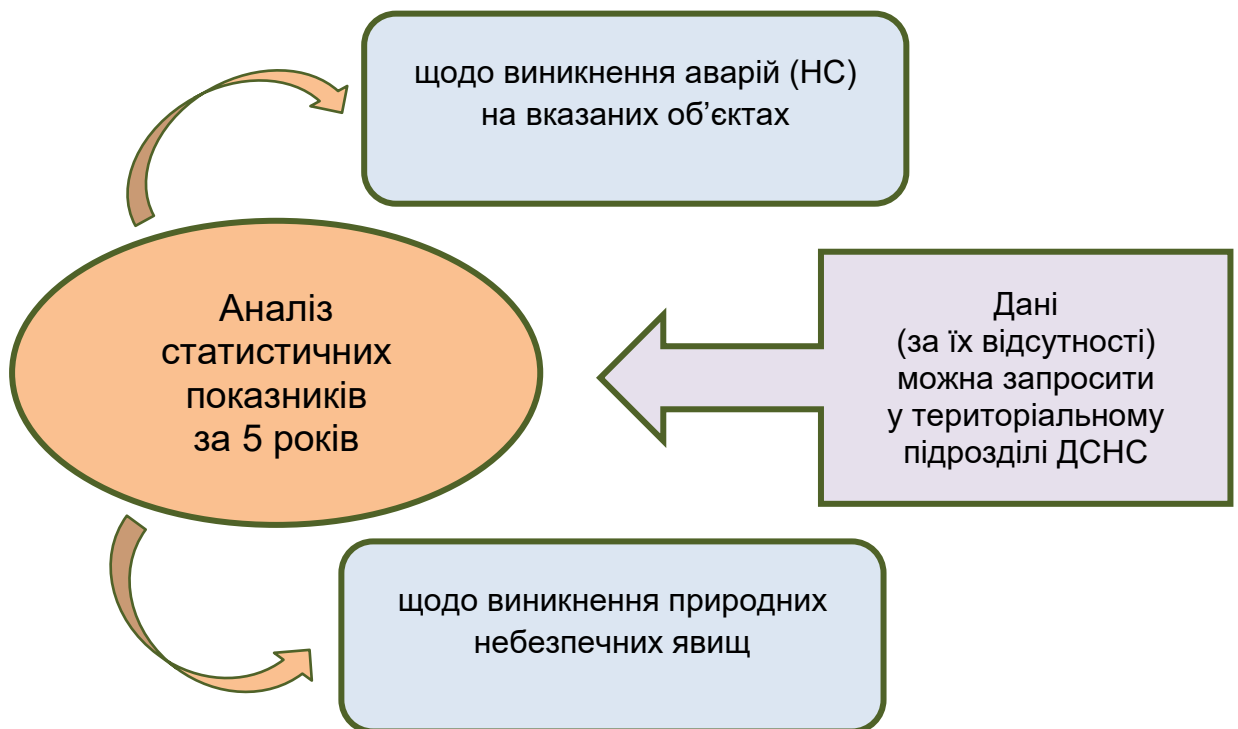 щодо виникнення аварій (НС)
на вказаних об’єктах
Аналіз
статистичних
показників
за 5 років
Дані
(за їх відсутності)
можна запросити
у територіальному
підрозділі ДСНС
щодо виникнення природних
небезпечних явищ